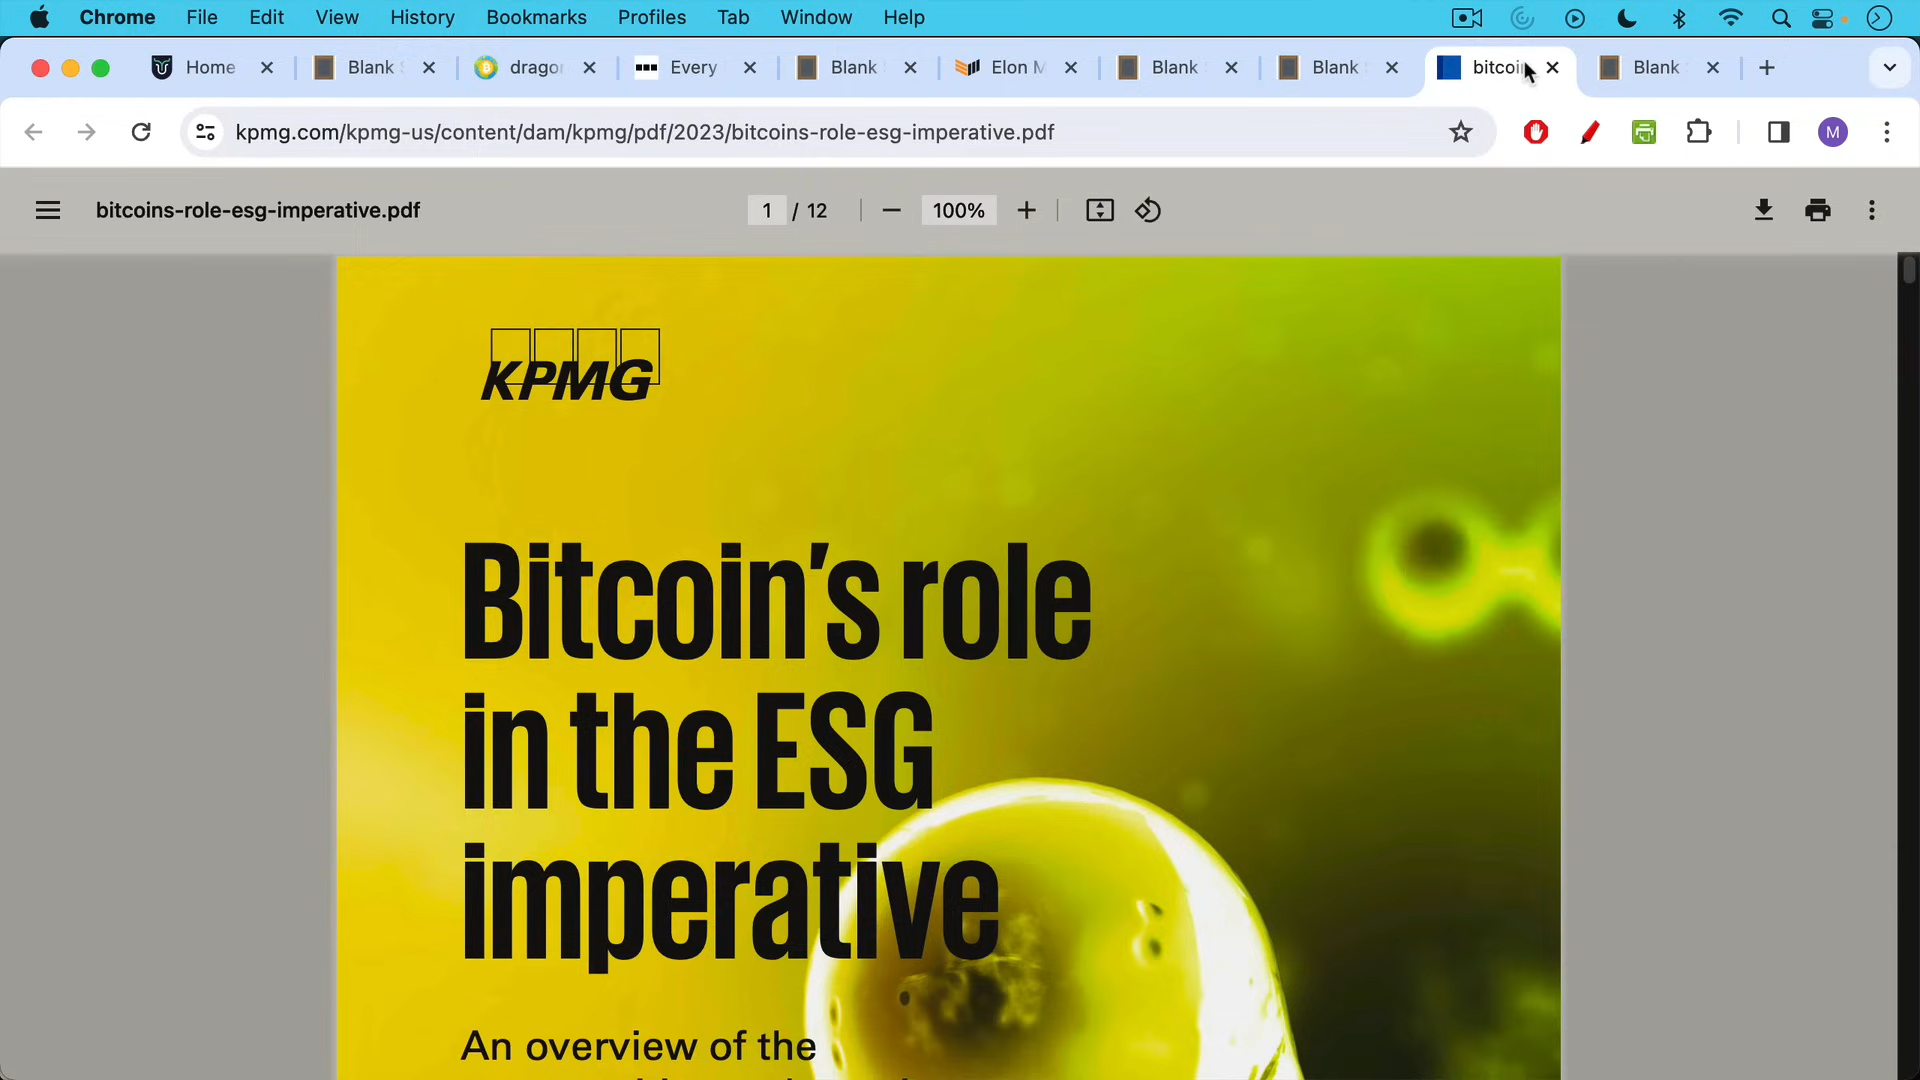 Chrome File Edit View History Bookmarks Profiles Tab Window Help
Home Blank dragon Every Blank Elon M Blank Blank bitcoin Blank
kpmg.com/kpmg-us/content/dam/kpmg/pdf/2023/bitcoins-role-esg-imperative.pdf
M
bitcoins-role-esg-imperative.pdf 1 / 12 100%
KPMG
Bitcoin's role
in the ESG
imperative
An overview of the